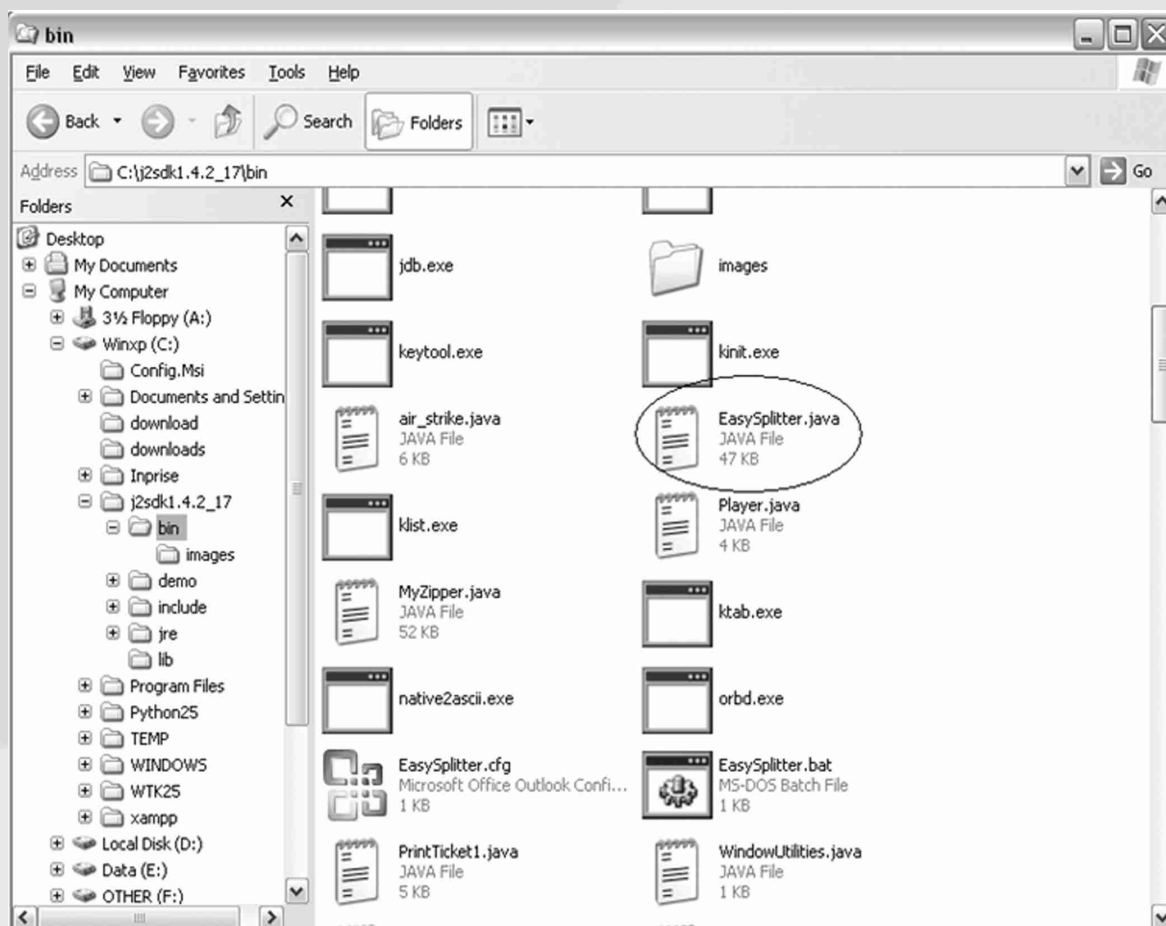 bin
File Edit View Favorites Tools Help
Back Search Folders
Address C:\j2sdk1.4.2_17\bin Go
Folders
Desktop
My Documents
My Computer
3½ Floppy (A:)
Winxp (C:)
Config.Msi
Documents and Settin
download
downloads
Inprise
j2sdk1.4.2_17
bin
images
demo
include
jre
lib
Program Files
Python25
TEMP
WINDOWS
WTK25
xampp
Local Disk (D:)
Data (E:)
OTHER (F:)
jdb.exe
images
keytool.exe
kinit.exe
air_strike.java
JAVA File
6 KB
EasySplitter.java
JAVA File
47 KB
klist.exe
Player.java
JAVA File
4 KB
MyZipper.java
JAVA File
52 KB
ktab.exe
native2ascii.exe
orbd.exe
EasySplitter.cfg
Microsoft Office Outlook Confi...
1 KB
EasySplitter.bat
MS-DOS Batch File
1 KB
PrintTicket1.java
JAVA File
5 KB
WindowUtilities.java
JAVA File
1 KB